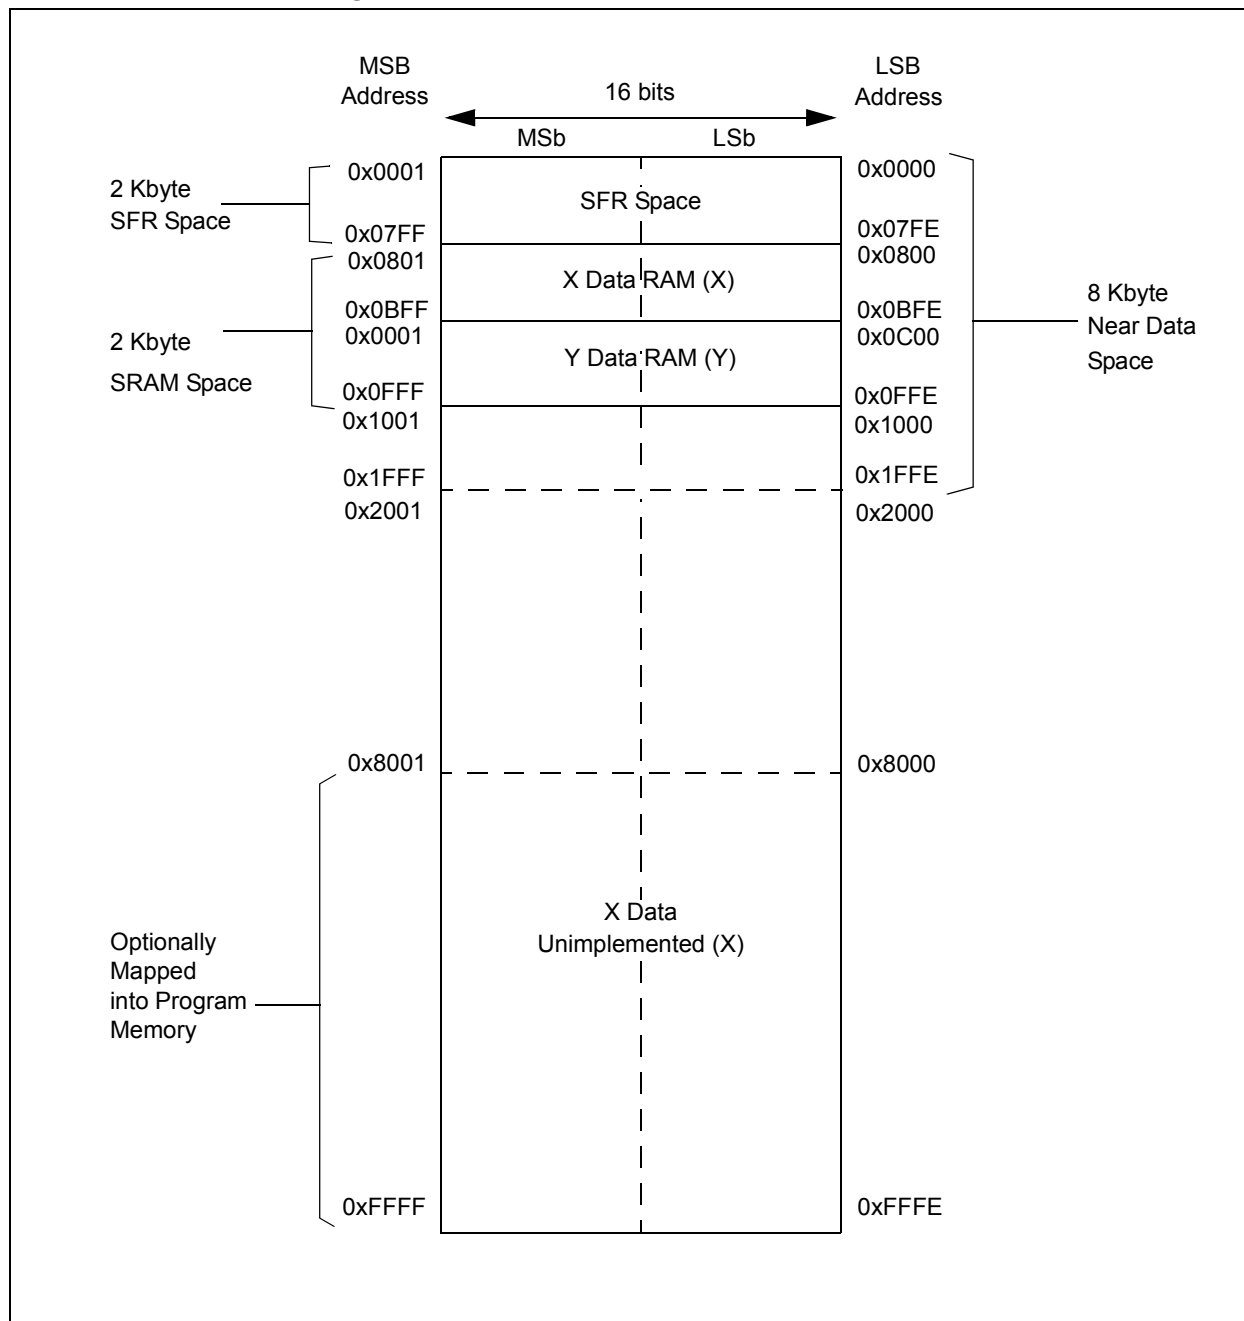 MSB
Address
16 bits
LSB
Address
MSb
LSb
0x0001
0x0000
2 Kbyte
SFR Space
SFR Space
0x07FF
0x07FE
0x0801
0x0800
X Data RAM (X)
0x0BFF
0x0BFE
0x0001
0x0C00
2 Kbyte
SRAM Space
Y Data RAM (Y)
8 Kbyte
Near Data
Space
0x0FFF
0x0FFE
0x1001
0x1000
0x1FFF
0x1FFE
0x2001
0x2000
0x8001
0x8000
X Data
Unimplemented (X)
Optionally
Mapped
into Program
Memory
0xFFFF
0xFFFE